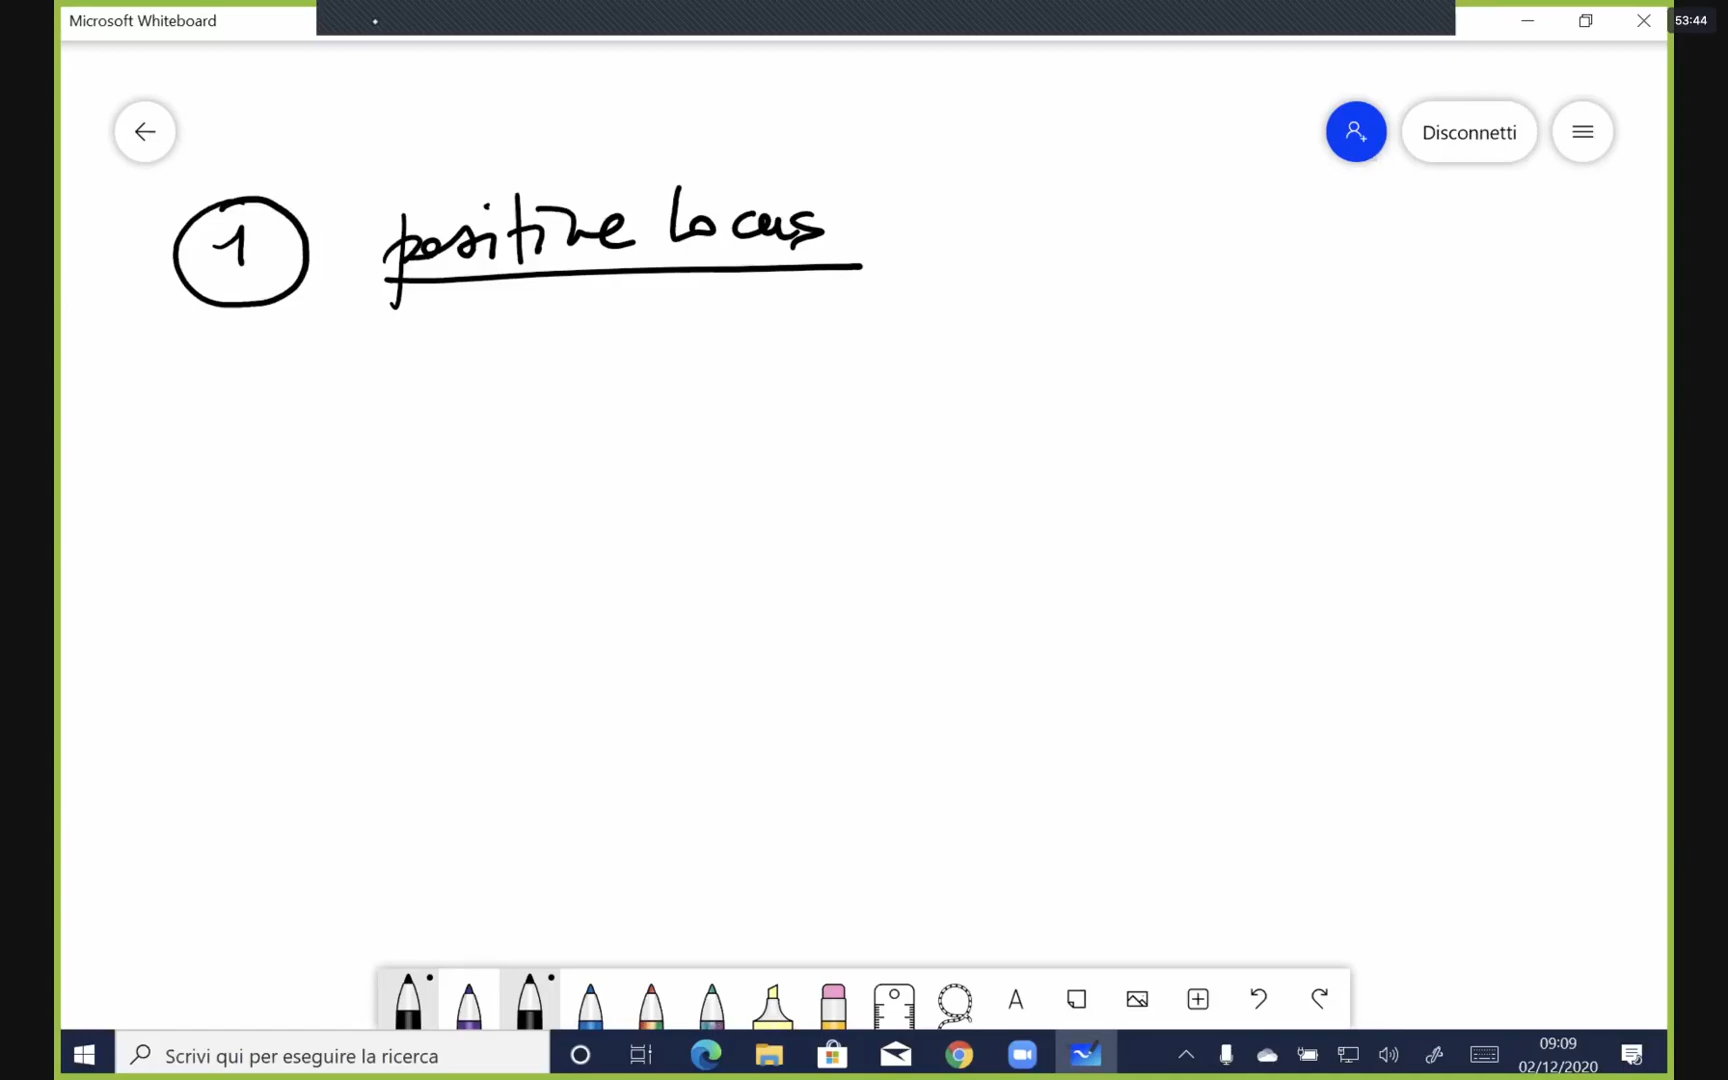 Microsoft Whiteboard
53:44
Disconnetti
1 positive locus
A
Scrivi qui per eseguire la ricerca
09:09
02/12/2020